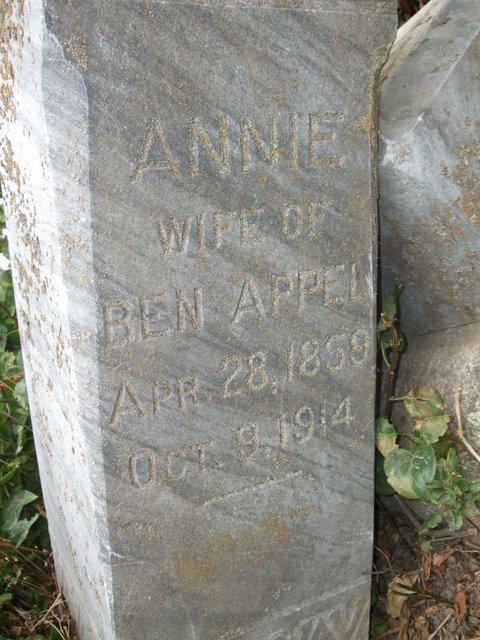 ANNIE
WIFE OF
BEN APPEL
APR. 28, 1859
OCT. 9, 1914